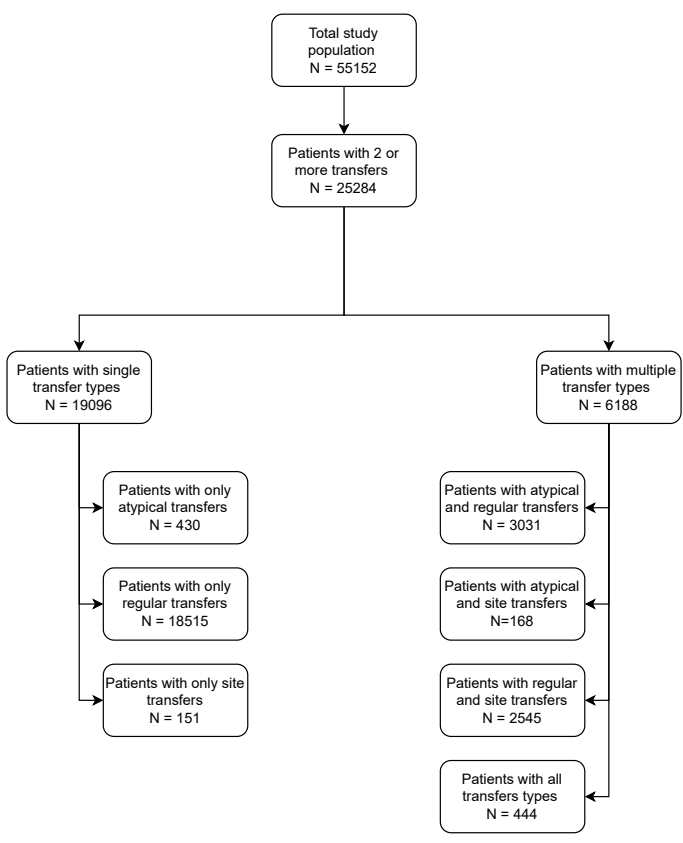 Total study
population
N = 55152
Patients with 2 or
more transfers
N = 25284
Patients with single
transfer types
N = 19096
Patients with multiple
transfer types
N = 6188
Patients with only
atypical transfers
N = 430
Patients with only
regular transfers
N = 18515
Patients with only site
transfers
N = 151
Patients with atypical
and regular transfers
N = 3031
Patients with atypical
and site transfers
N=168
Patients with regular
and site transfers
N = 2545
Patients with all
transfers types
N = 444